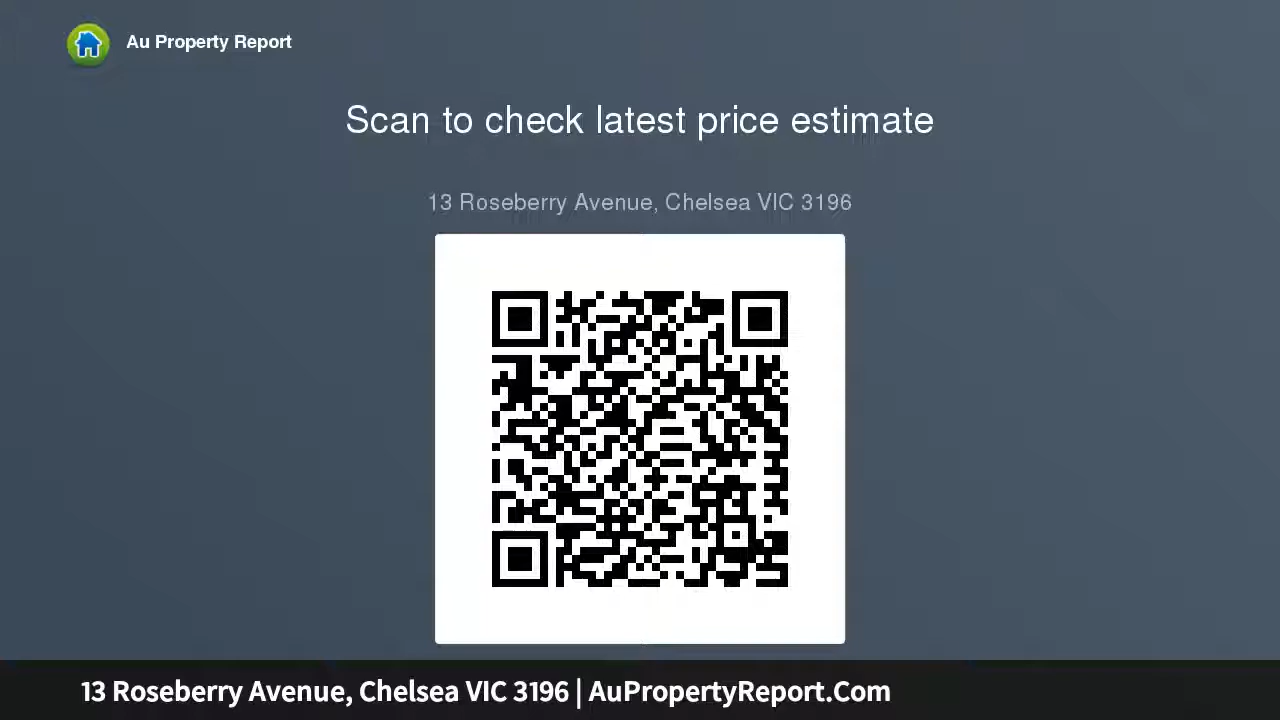 Au Property Report
Scan to check latest price estimate
13 Roseberry Avenue, Chelsea VIC 3196
13 Roseberry Avenue, Chelsea VIC 3196 | AuPropertyReport.Com